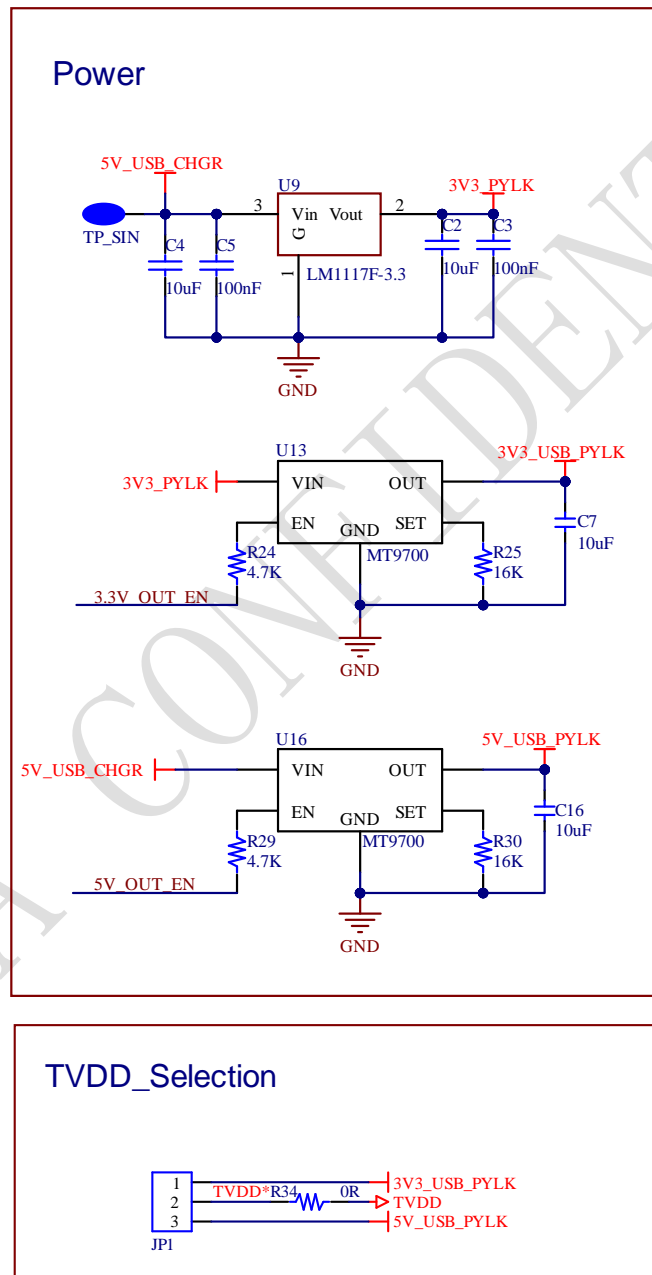 Power
5V_USB_CHGR
U9
3V3_PYLK
3
Vin
Vout
2
G
TP_SIN
C4
C5
C2
C3
1
LM1117F-3.3
10uF
100nF
10uF
100nF
GND
U13
3V3_USB_PYLK
3V3_PYLK
VIN
OUT
EN
GND
SET
C7
10uF
R24
4.7K
MT9700
R25
16K
3.3V_OUT_EN
GND
U16
5V_USB_PYLK
5V_USB_CHGR
VIN
OUT
EN
GND
SET
C16
10uF
R29
4.7K
MT9700
R30
16K
5V_OUT_EN
GND
TVDD_Selection
1
3V3_USB_PYLK
2
TVDD*
R34
0R
TVDD
3
5V_USB_PYLK
JP1
A CONFIDENT